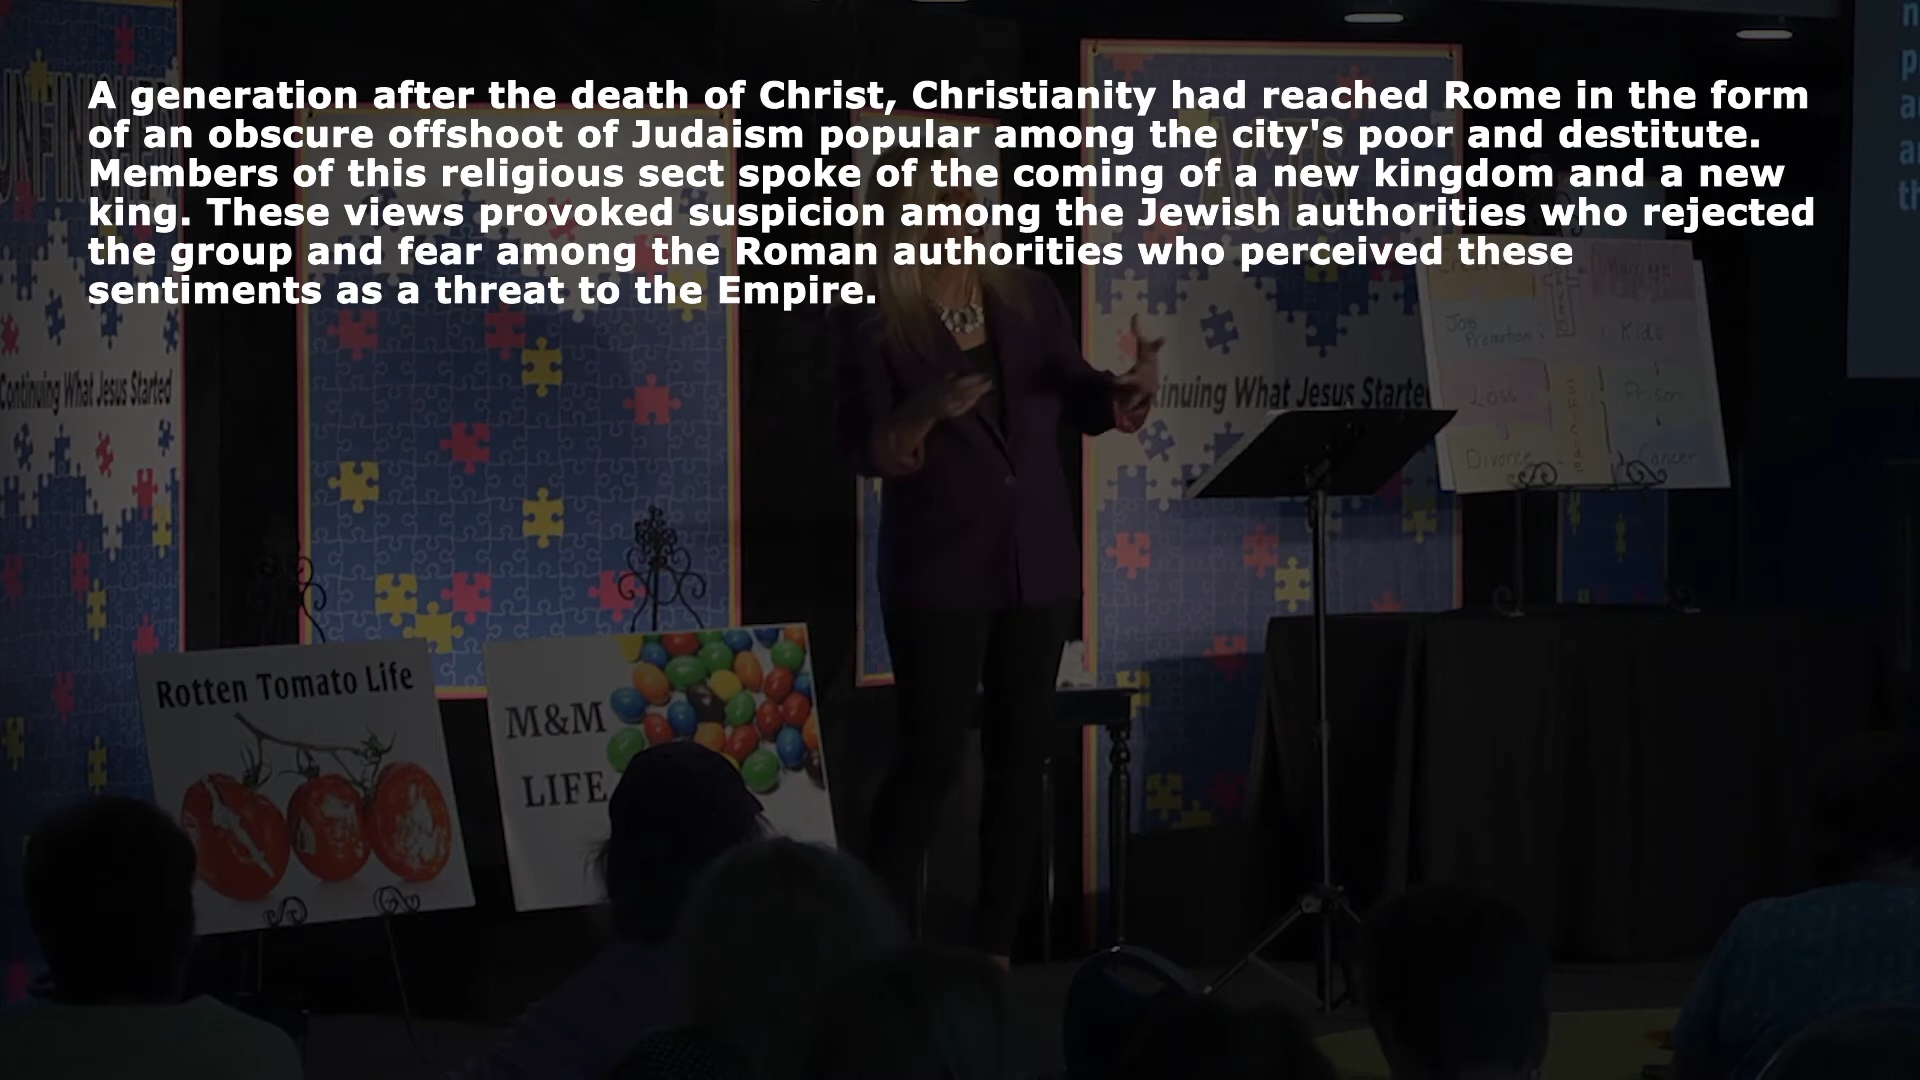 A generation after the death of Christ, Christianity had reached Rome in the form
of an obscure offshoot of Judaism popular among the city's poor and destitute.
Members of this religious sect spoke of the coming of a new kingdom and a new
king. These views provoked suspicion among the Jewish authorities who rejected
the group and fear among the Roman authorities who perceived these
sentiments as a threat to the Empire.
Continuing What Jesus Started
What Jesus Started
Job
Promotion
Kids
Loss
Prison
Divorce
Cancer
Rotten Tomato Life
M&M
LIFE